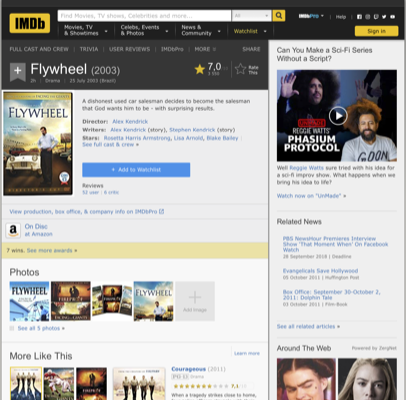 IMDb
Find Movies, TV shows, Celebrities and more...
All
IMDbPro
Help
Movies, TV
& Showtimes
Celebs, Events
& Photos
News &
Community
Watchlist
Sign in
FULL CAST AND CREW | TRIVIA | USER REVIEWS | IMDbPro | MORE
SHARE
Flywheel (2003)
7,0
Rate
This
2h | Drama | 25 July 2003 (Brazil)
FLYWHEEL
A dishonest used car salesman decides to become the salesman
that God wants him to be - with surprising results.
Director: Alex Kendrick
Writers: Alex Kendrick (story), Stephen Kendrick (story)
Stars: Rosetta Harris Armstrong, Lisa Arnold, Blake Bailey
See full cast & crew »
+ Add to Watchlist
Reviews
52 user | 6 critic
View production, box office, & company info on IMDbPro
On Disc
at Amazon
7 wins. See more awards »
Photos
FLYWHEEL
FLYWHEEL
Add Image
See all 5 photos »
More Like This
Learn more
Courageous (2011)
PG-13 Drama
7,1
When a tragedy strikes close to home,
Can You Make a Sci-Fi Series
Without a Script?
REGGIE WATTS'
PHASIUM
PROTOCOL
Well Reggie Watts sure tried with his idea for
a sci-fi improv show. What happens when we
bring his idea to life?
Watch now on "UnMade" »
Related News
PBS NewsHour Premieres Interview
Show 'That Moment When' On Facebook
Watch
28 September 2018 | Deadline
Evangelicals Save Hollywood
05 October 2011 | Huffington Post
Box Office: September 30-October 2,
2011: Dolphin Tale
03 October 2011 | Film-Book
See all related articles »
Around The Web
Powered by ZergNet